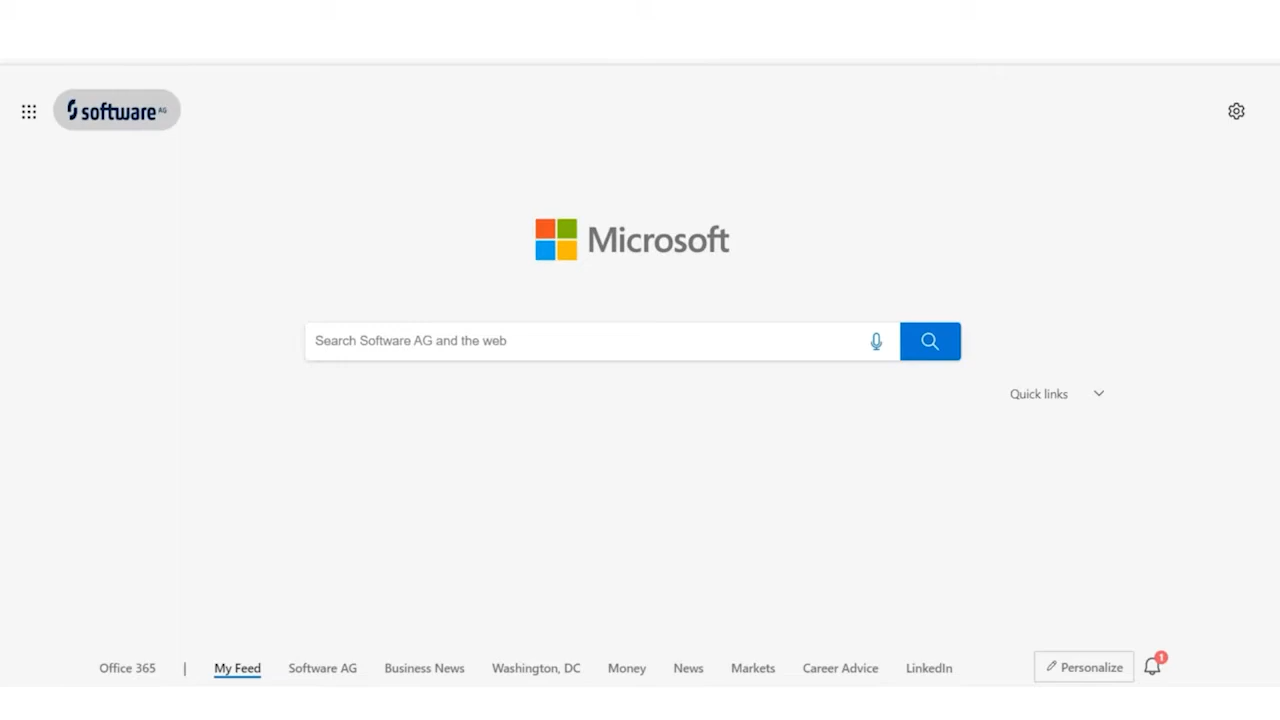 software AG
Microsoft
Search Software AG and the web
Quick links
Office 365 | My Feed Software AG Business News Washington, DC Money News Markets Career Advice LinkedIn Personalize 1